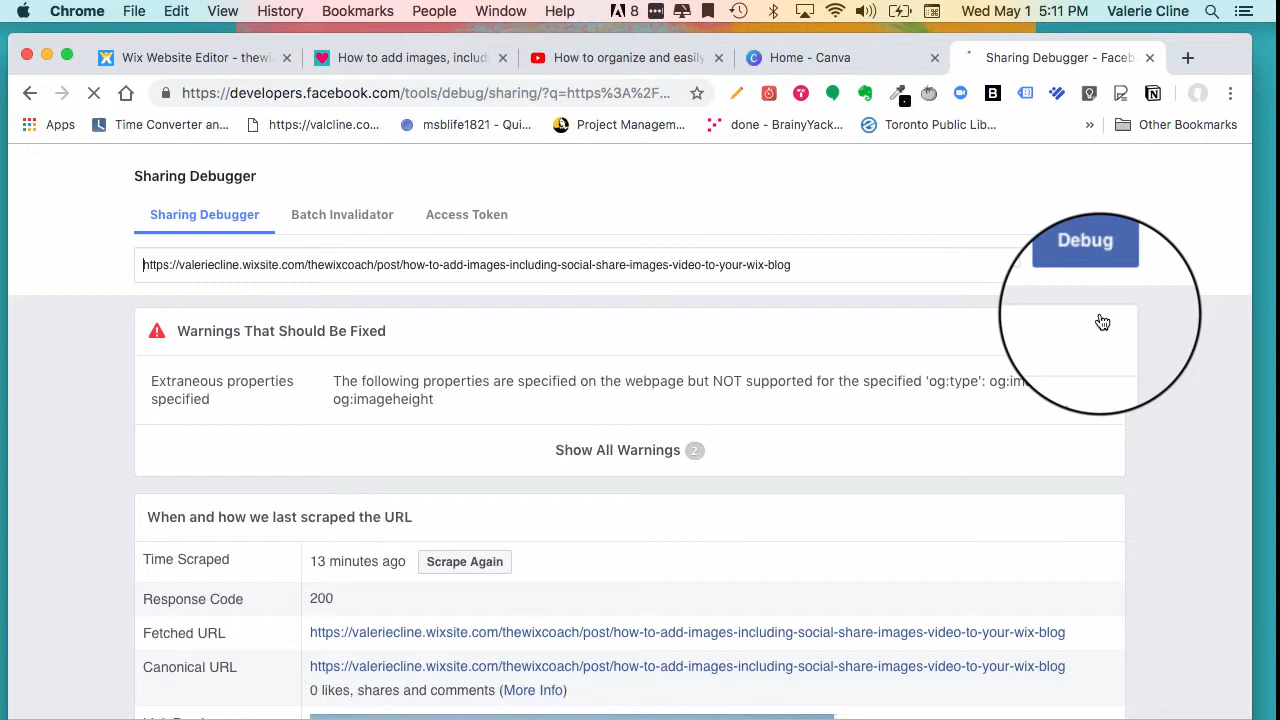 Chrome File Edit View History Bookmarks People Window Help 8 Wed May 1 5:11 PM Valerie Cline
Wix Website Editor - thewi
How to add images, includ
How to organize and easily
Home - Canva
Sharing Debugger - Faceb
https://developers.facebook.com/tools/debug/sharing/?q=https%3A%2F...
Apps Time Converter an... https://valcline.co... msblife1821 - Qui... Project Managem... done - BrainyYack... Toronto Public Lib... » Other Bookmarks
Sharing Debugger
Sharing Debugger Batch Invalidator Access Token
Debug
https://valeriecline.wixsite.com/thewixcoach/post/how-to-add-images-including-social-share-images-video-to-your-wix-blog
Warnings That Should Be Fixed
Extraneous properties specified
The following properties are specified on the webpage but NOT supported for the specified 'og:type':
og:imageheight
Show All Warnings 2
When and how we last scraped the URL
Time Scraped 13 minutes ago Scrape Again
Response Code 200
Fetched URL https://valeriecline.wixsite.com/thewixcoach/post/how-to-add-images-including-social-share-images-video-to-your-wix-blog
Canonical URL https://valeriecline.wixsite.com/thewixcoach/post/how-to-add-images-including-social-share-images-video-to-your-wix-blog
0 likes, shares and comments (More Info)